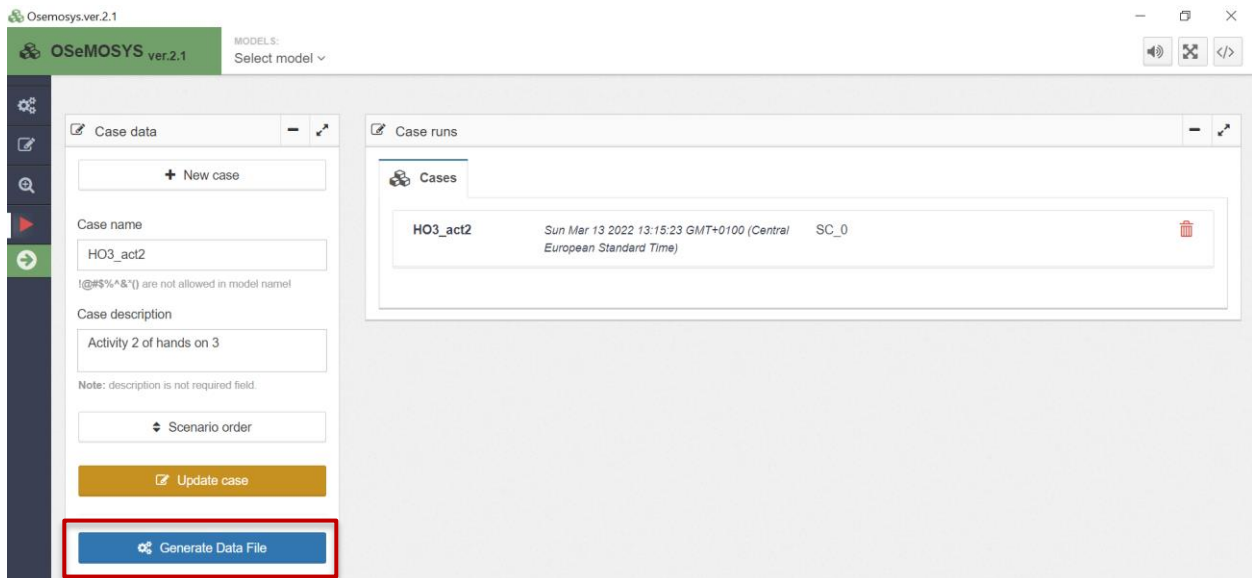 Osemosys.ver.2.1
OSeMOSYS ver.2.1
MODELS:
Select model
Case data
New case
Case name
HO3_act2
!@#$%^&*() are not allowed in model name!
Case description
Activity 2 of hands on 3
Note: description is not required field.
Scenario order
Update case
Generate Data File
Case runs
Cases
HO3_act2
Sun Mar 13 2022 13:15:23 GMT+0100 (Central
European Standard Time)
SC_0